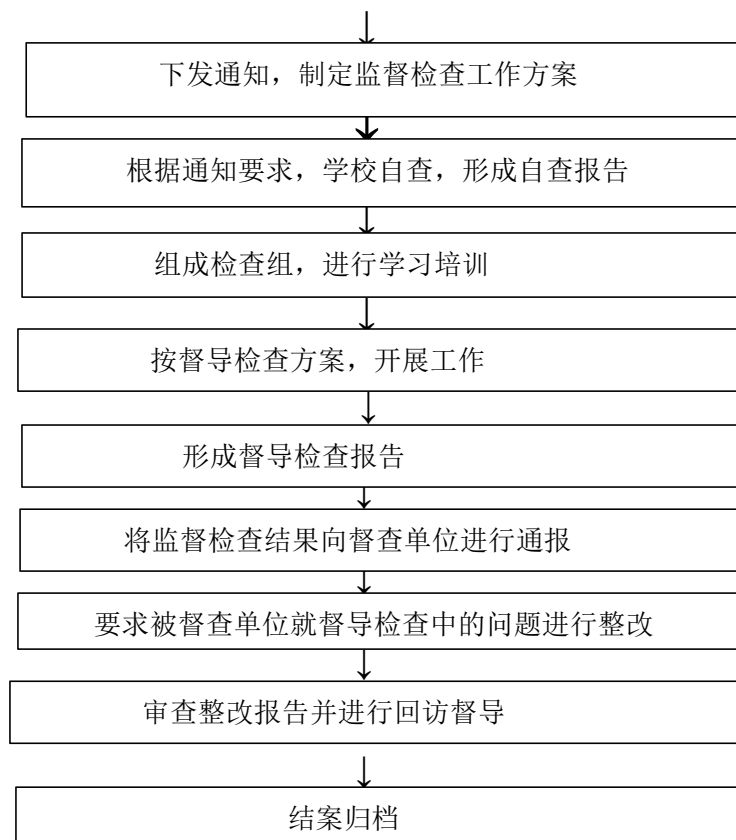 下发通知，制定监督检查工作方案
根据通知要求，学校自查，形成自查报告
组成检查组，进行学习培训
按督导检查方案，开展工作
形成督导检查报告
将监督检查结果向督查单位进行通报
要求被督查单位就督导检查中的问题进行整改
审查整改报告并进行回访督导
结案归档